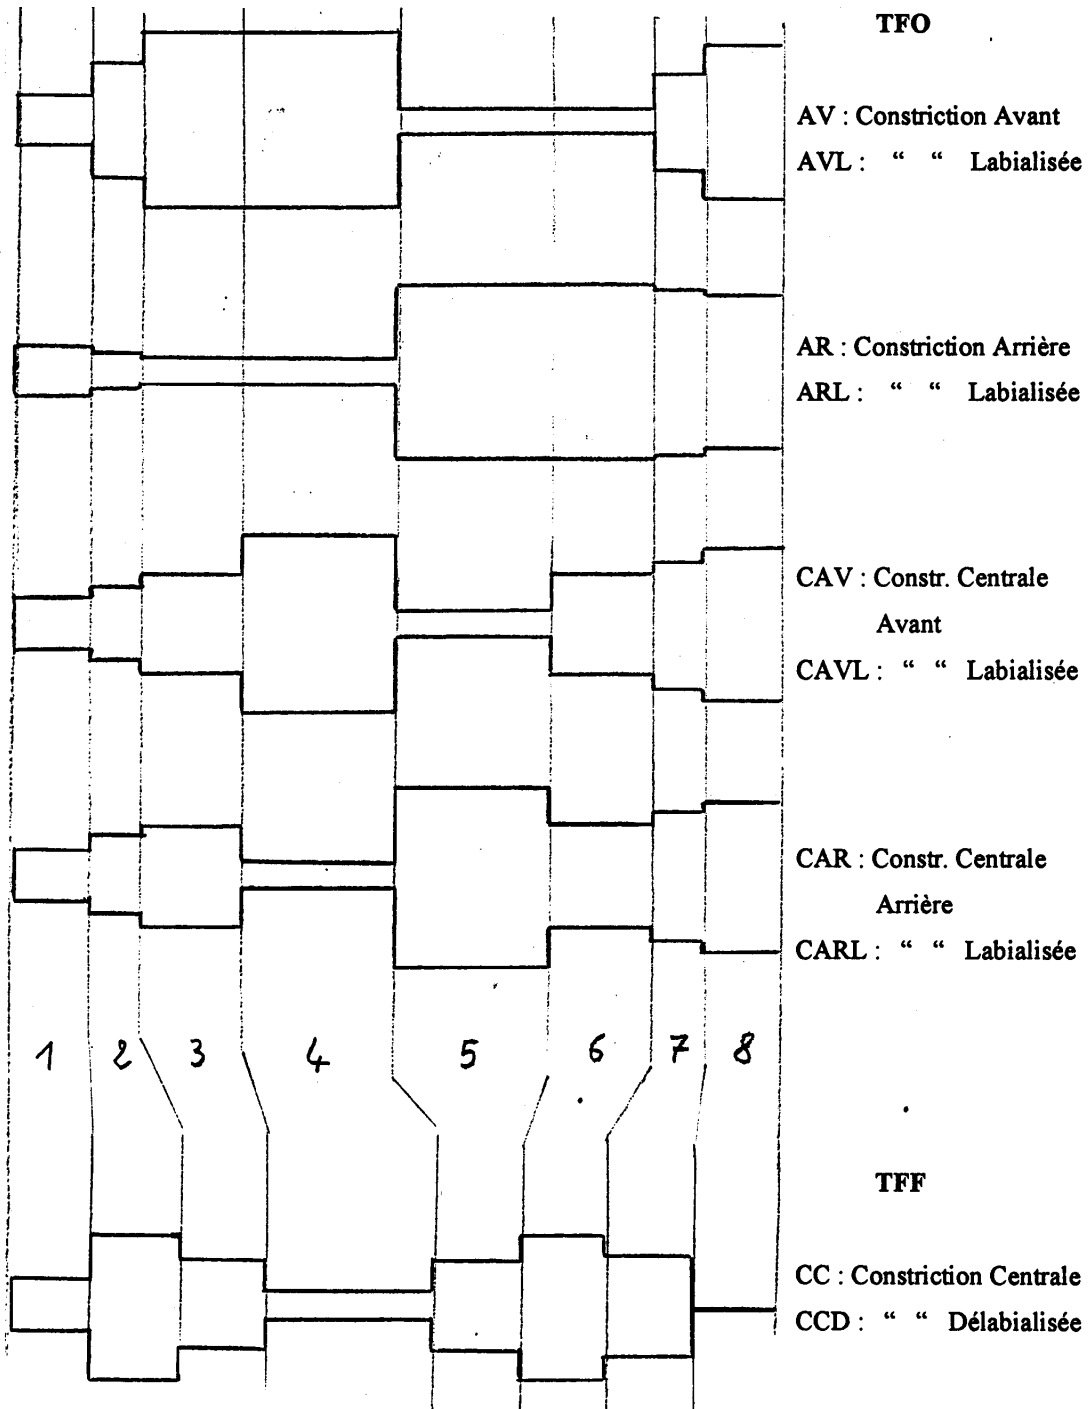 TFO
AV : Constriction Avant
AVL : “ “ Labialisée
AR : Constriction Arrière
ARL : “ “ Labialisée
CAV : Constr. Centrale
Avant
CAVL : “ “ Labialisée
CAR : Constr. Centrale
Arrière
CARL : “ “ Labialisée
1 2 3 4 5 6 7 8
TFF
CC : Constriction Centrale
CCD : “ “ Délabialisée